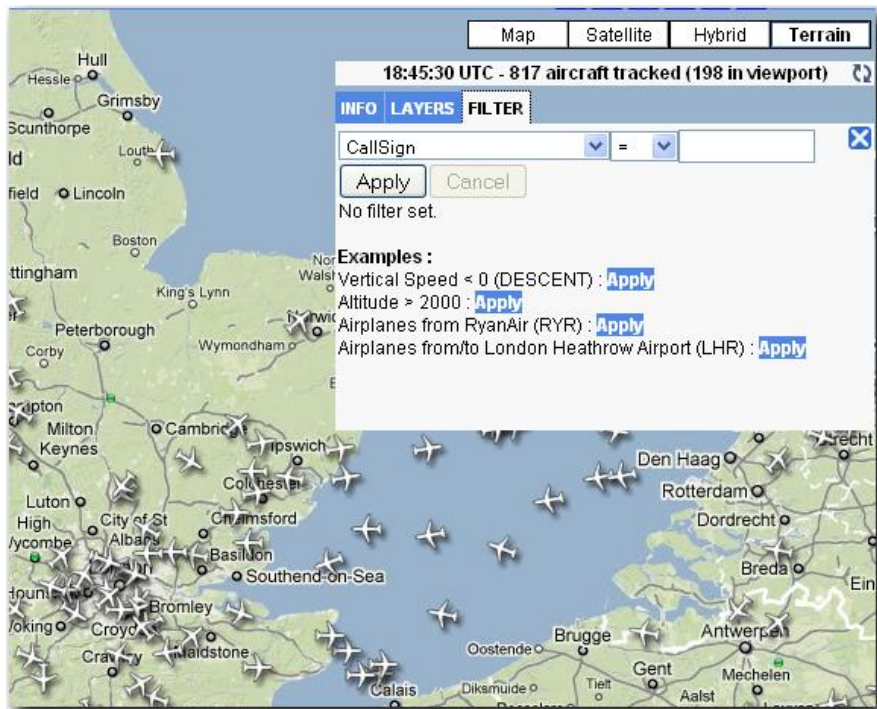 Map Satellite Hybrid Terrain
18:45:30 UTC - 817 aircraft tracked (198 in viewport)
INFO LAYERS FILTER
CallSign =
Apply Cancel
No filter set.
Examples :
Vertical Speed < 0 (DESCENT) : Apply
Altitude > 2000 : Apply
Airplanes from RyanAir (RYR) : Apply
Airplanes from/to London Heathrow Airport (LHR) : Apply
Hull
Hessle
Grimsby
Scunthorpe
Louth
Lincoln
Boston
King's Lynn
Peterborough
Wymondham
Corby
Cambridge
Milton
Keynes
Ipswich
Colchester
Den Haag
Rotterdam
Luton
High
City of St
Albans
Chelmsford
Dordrecht
Basildon
Southend-on-Sea
Breda
Bromley
Maidstone
Brugge
Antwerpen
Oostende
Calais
Diksmuide
Tielt
Gent
Mechelen
Aalst